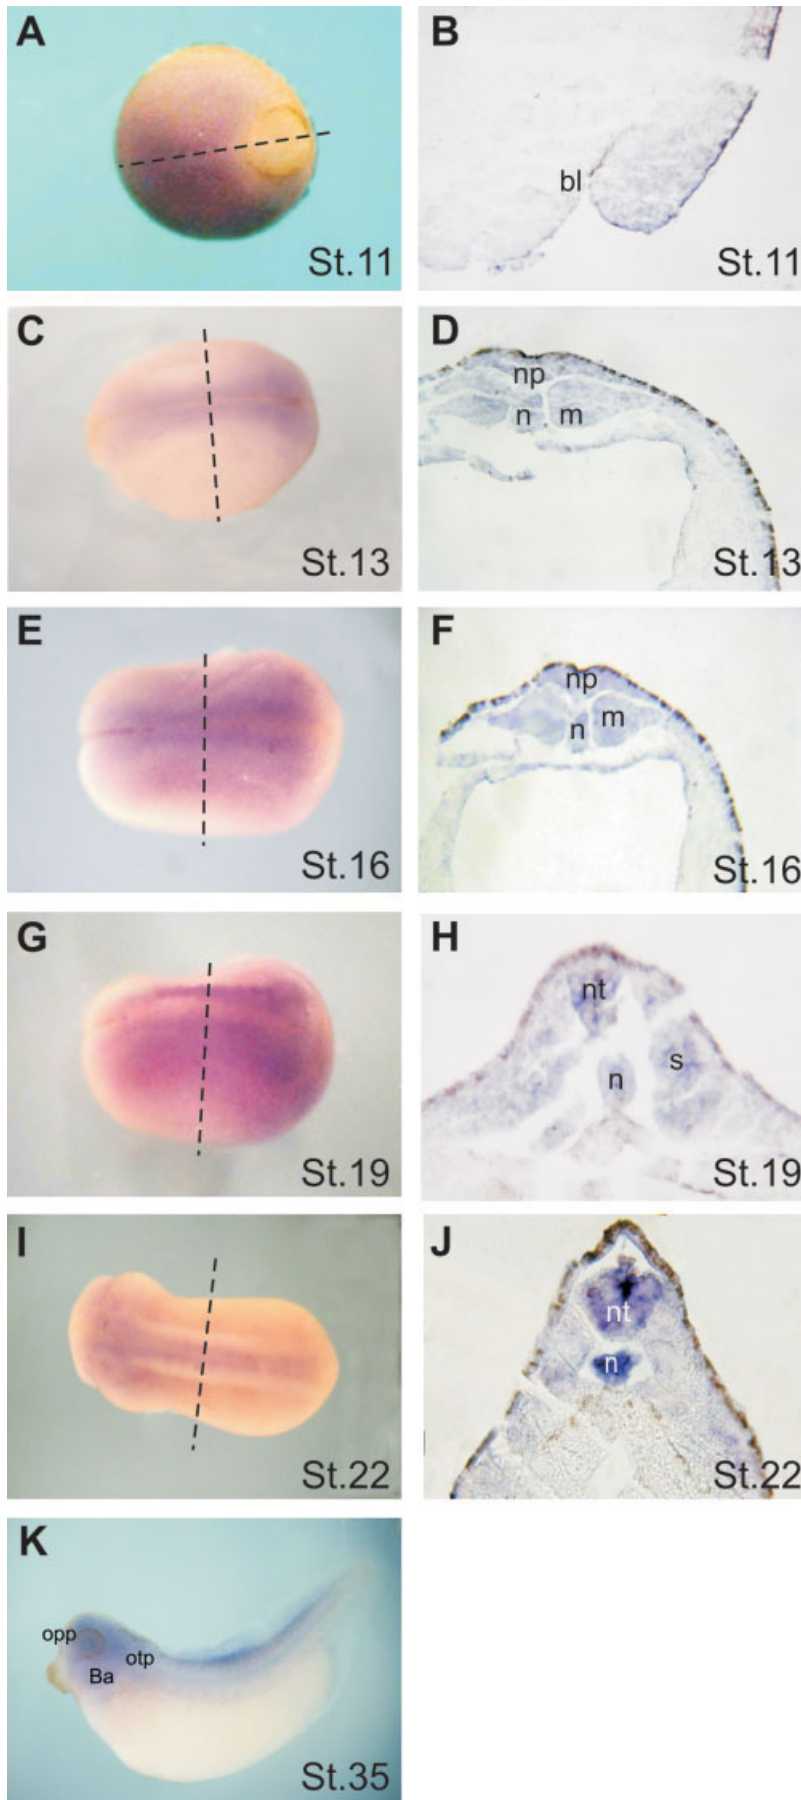 A
St.11
B
bl
St.11
C
St.13
D
np
n m
St.13
E
St.16
F
np
n m
St.16
G
St.19
H
nt
n s
St.19
I
St.22
J
nt
n
St.22
K
opp
otp
Ba
St.35